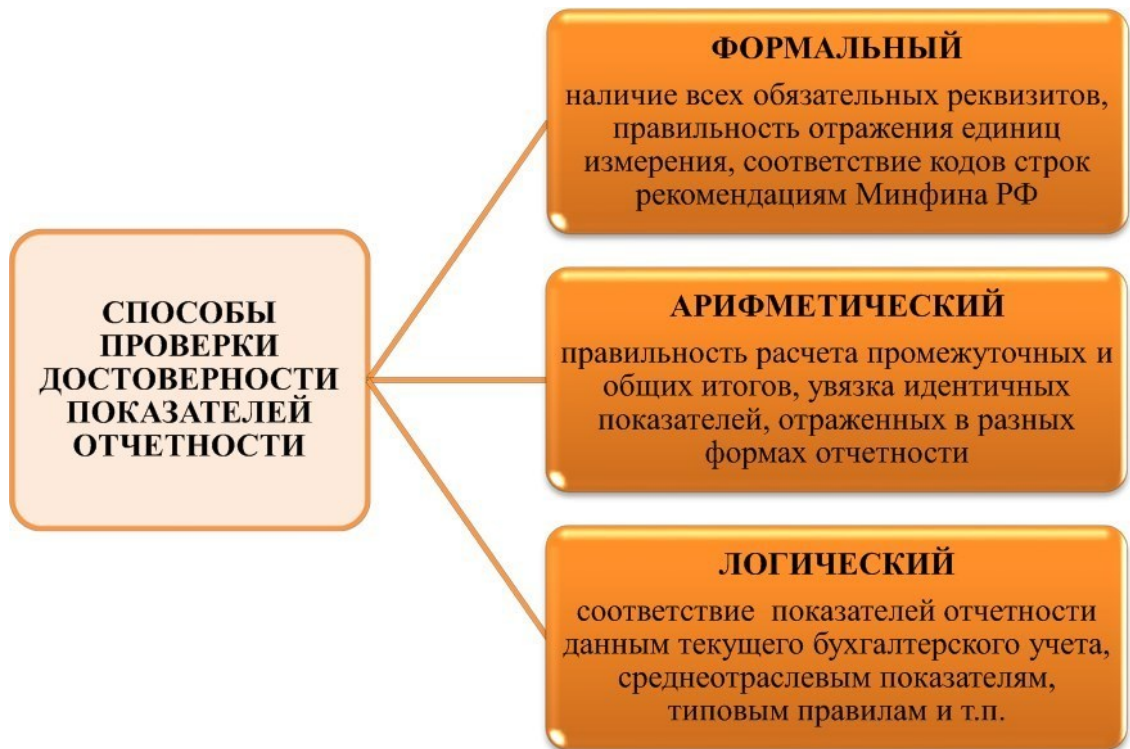 СПОСОБЫ
ПРОВЕРКИ
ДОСТОВЕРНОСТИ
ПОКАЗАТЕЛЕЙ
ОТЧЕТНОСТИ
ФОРМАЛЬНЫЙ
наличие всех обязательных реквизитов,
правильность отражения единиц
измерения, соответствие кодов строк
рекомендациям Минфина РФ
АРИФМЕТИЧЕСКИЙ
правильность расчета промежуточных и
общих итогов, увязка идентичных
показателей, отраженных в разных
формах отчетности
ЛОГИЧЕСКИЙ
соответствие показателей отчетности
данным текущего бухгалтерского учета,
среднеотраслевым показателям,
типовым правилам и т.п.